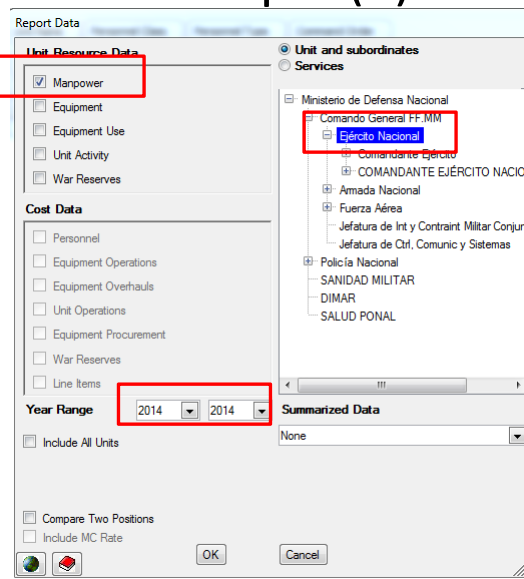 Report Data
Unit Resource Data
Manpower
Equipment
Equipment Use
Unit Activity
War Reserves
Cost Data
Personnel
Equipment Operations
Equipment Overhauls
Unit Operations
Equipment Procurement
War Reserves
Line Items
Year Range 2014 2014
Include All Units
Compare Two Positions
Include MC Rate
Unit and subordinates
Services
Ministerio de Defensa Nacional
Comando General FF.MM
Ejército Nacional
Comandante Ejército
COMANDANTE EJÉRCITO NACIO
Armada Nacional
Fuerza Aérea
Jefatura de Int y Contraint Militar Conjun
Jefatura de Ctrl, Comunic y Sistemas
Policía Nacional
SANIDAD MILITAR
DIMAR
SALUD PONAL
Summarized Data
None
OK Cancel